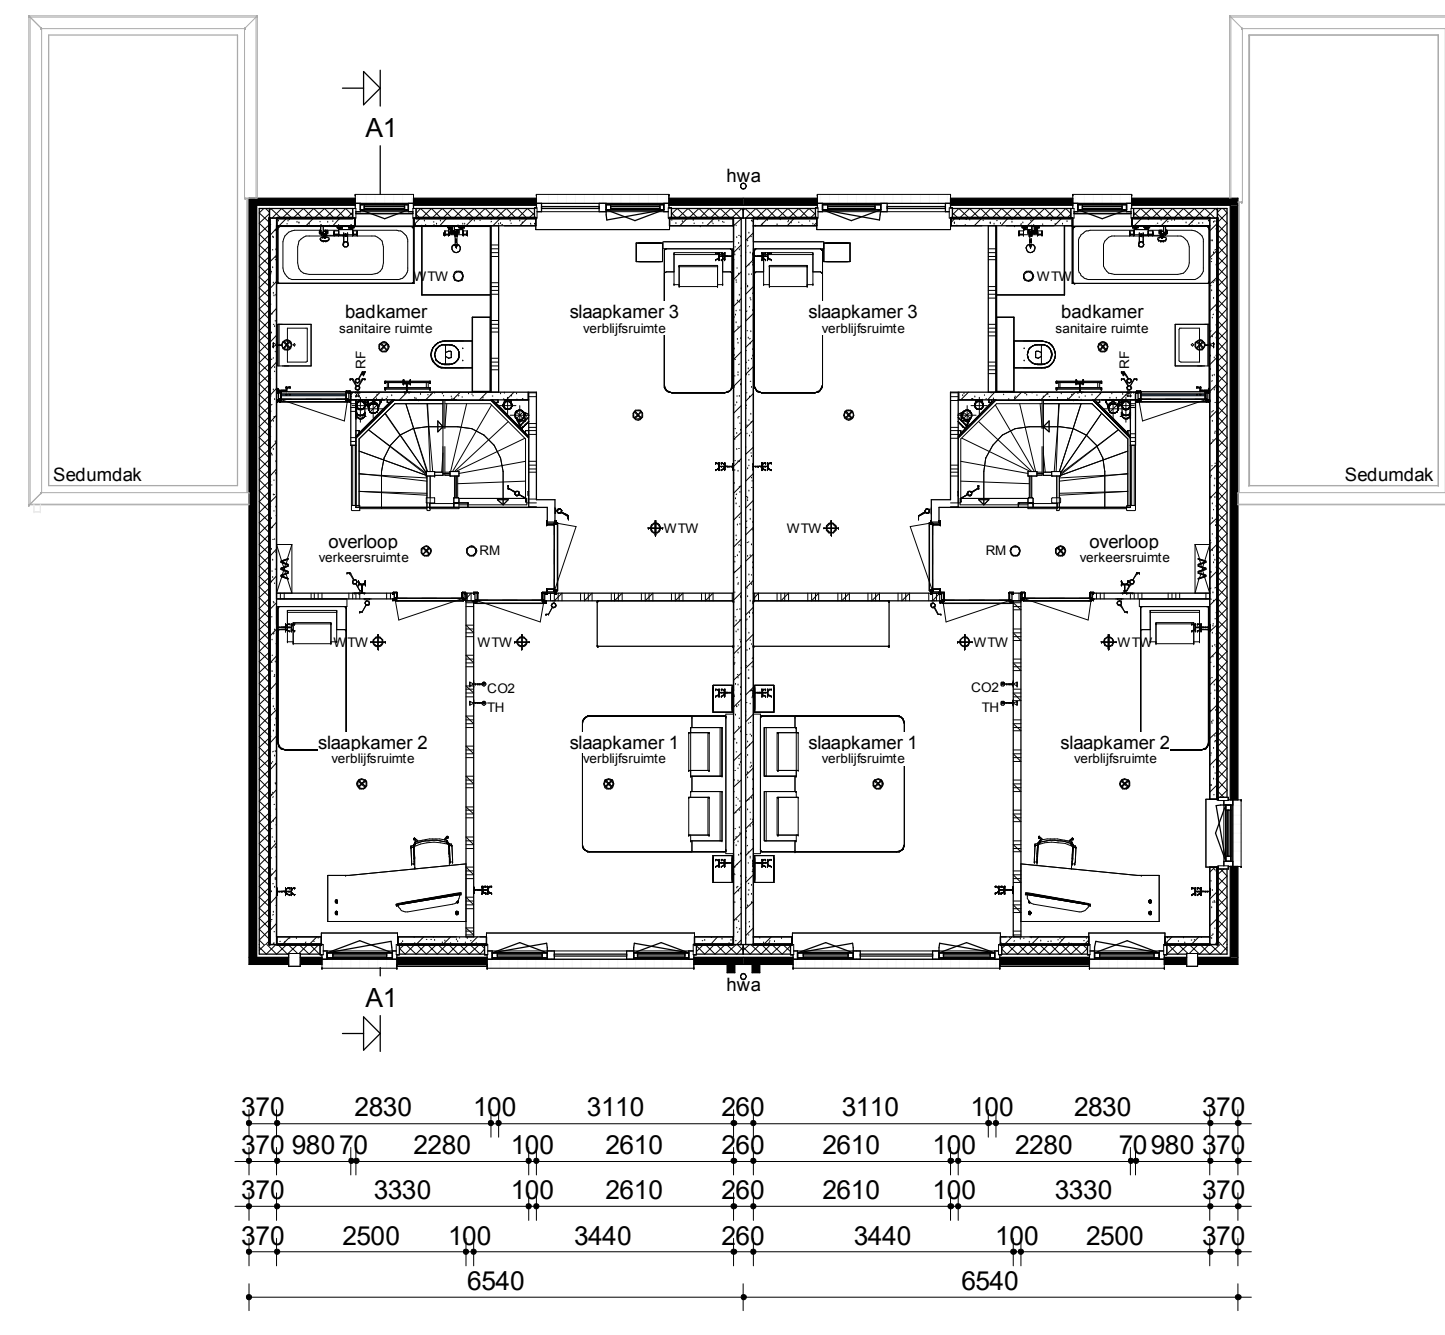 A1
hwa
WTW
WTW
badkamer
sanitaire ruimte
slaapkamer 3
verblijfsruimte
slaapkamer 3
verblijfsruimte
badkamer
sanitaire ruimte
RF
RF
Sedumdak
Sedumdak
WTW
WTW
overloop
verkeersruimte
RM
RM
overloop
verkeersruimte
WTW
WTW
WTW
WTW
CO2
TH
CO2
TH
slaapkamer 2
verblijfsruimte
slaapkamer 1
verblijfsruimte
slaapkamer 1
verblijfsruimte
slaapkamer 2
verblijfsruimte
hwa
A1
370 2830 100 3110 260 3110 100 2830 370
370 980 70 2280 100 2610 260 2610 100 2280 70 980 370
370 3330 100 2610 260 2610 100 3330 370
370 2500 100 3440 260 3440 100 2500 370
6540 6540